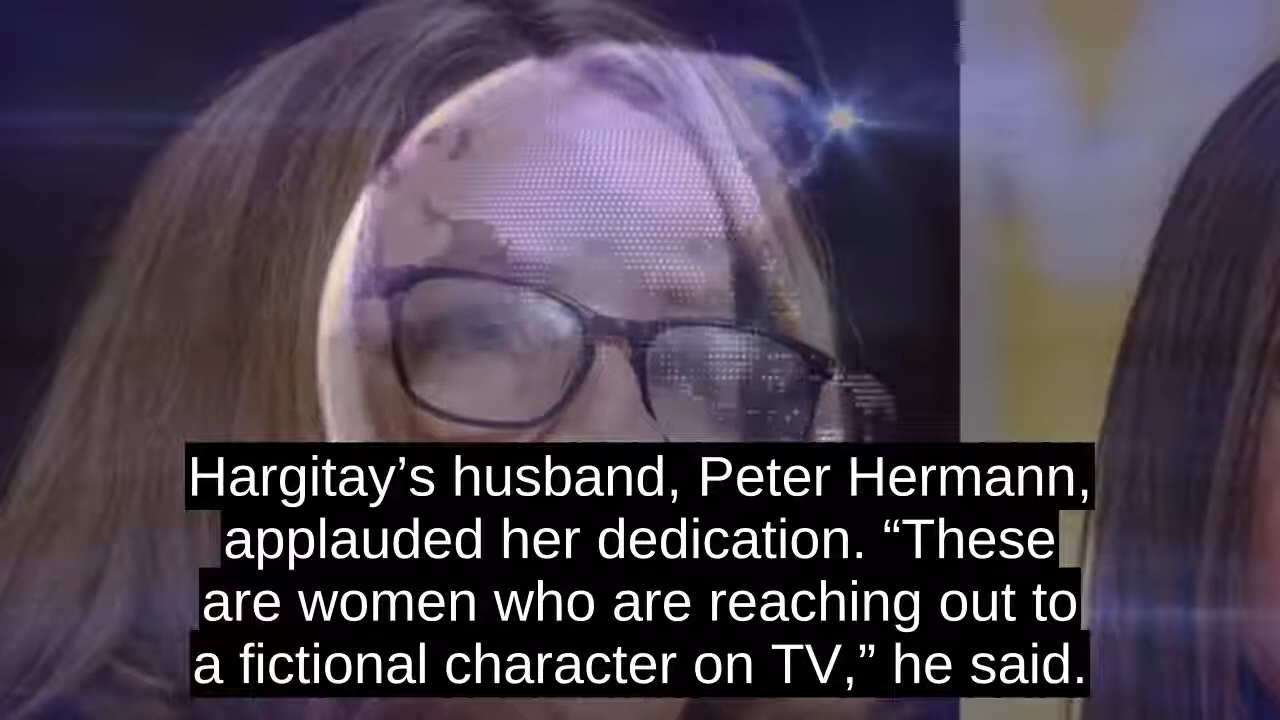 Hargitay’s husband, Peter Hermann,
applauded her dedication. “These
are women who are reaching out to
a fictional character on TV,” he said.